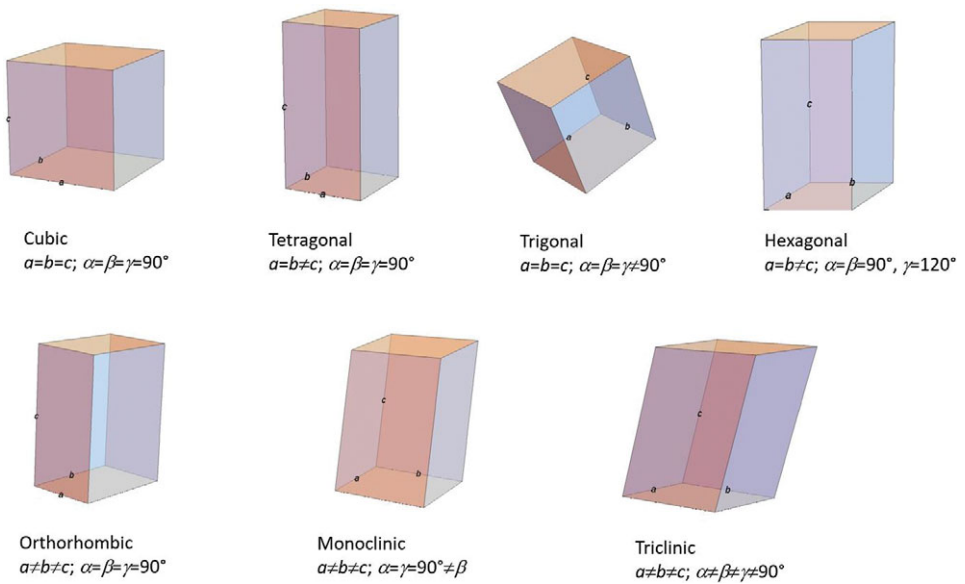 c
b
a
Cubic
a=b=c; α=β=γ=90°
c
b
a
Tetragonal
a=b≠c; α=β=γ=90°
c
a
b
Trigonal
a=b=c; α=β=γ≠90°
c
b
a
Hexagonal
a=b≠c; α=β=90°, γ=120°
c
b
a
Orthorhombic
a≠b≠c; α=β=γ=90°
c
b
a
Monoclinic
a≠b≠c; α=γ=90°≠β
c
a
b
Triclinic
a≠b≠c; α≠β≠γ≠90°